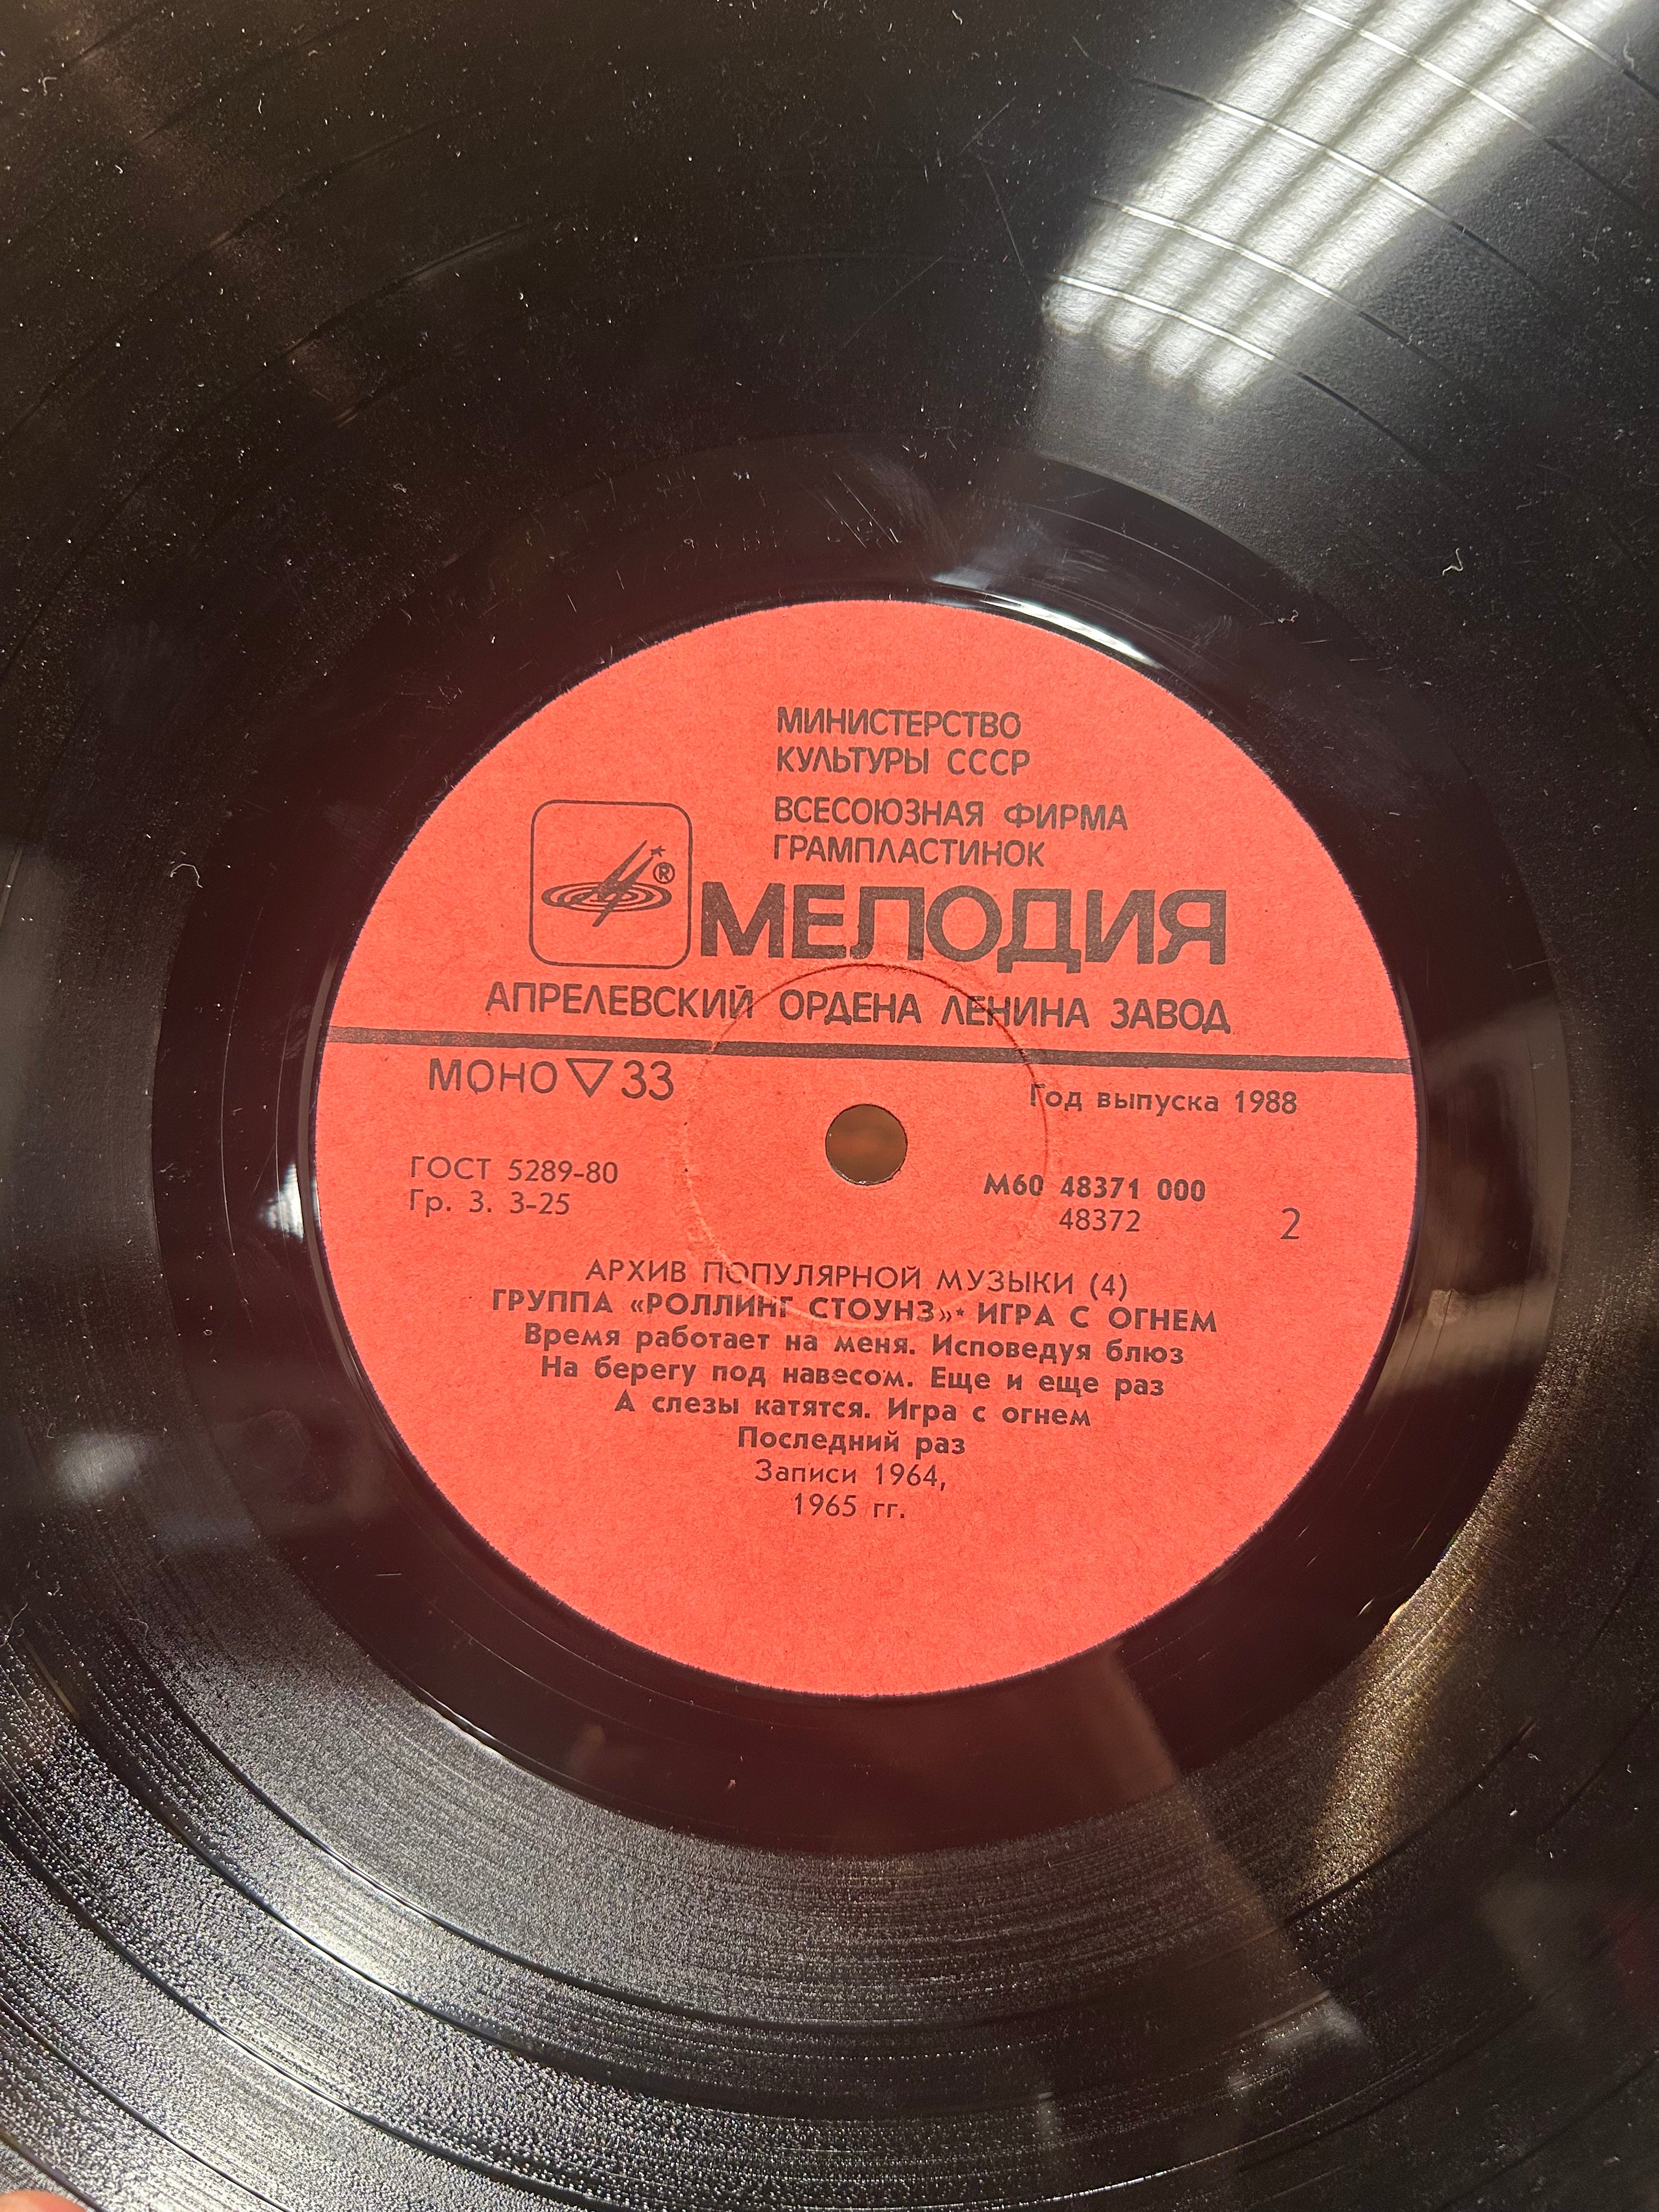 МИНИСТЕРСТВО
КУЛЬТУРЫ СССР
ВСЕСОЮЗНАЯ ФИРМА
ГРАМПЛАСТИНОК
®
МЕЛОДИЯ
АПРЕЛЕВСКИЙ ОРДЕНА ЛЕНИНА ЗАВОД
МОНО ▽ 33
Год выпуска 1988
ГОСТ 5289-80
Гр. 3. 3-25
М60 48371 000
48372
2
АРХИВ ПОПУЛЯРНОЙ МУЗЫКИ (4)
ГРУППА «РОЛЛИНГ СТОУНЗ»* ИГРА С ОГНЕМ
Время работает на меня. Исповедуя блюз
На берегу под навесом. Еще и еще раз
А слезы катятся. Игра с огнем
Последний раз
Записи 1964,
1965 гг.